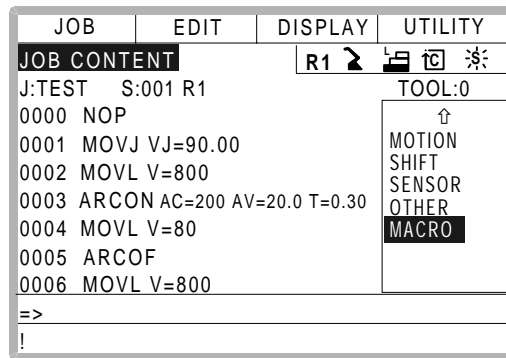 JOB EDIT DISPLAY UTILITY
JOB CONTENT R1 C S
J:TEST S:001 R1 TOOL:0
0000 NOP
0001 MOVJ VJ=90.00
0002 MOVL V=800
0003 ARCON AC=200 AV=20.0 T=0.30
0004 MOVL V=80
0005 ARCOF
0006 MOVL V=800
⇧
MOTION
SHIFT
SENSOR
OTHER
MACRO
=>
!